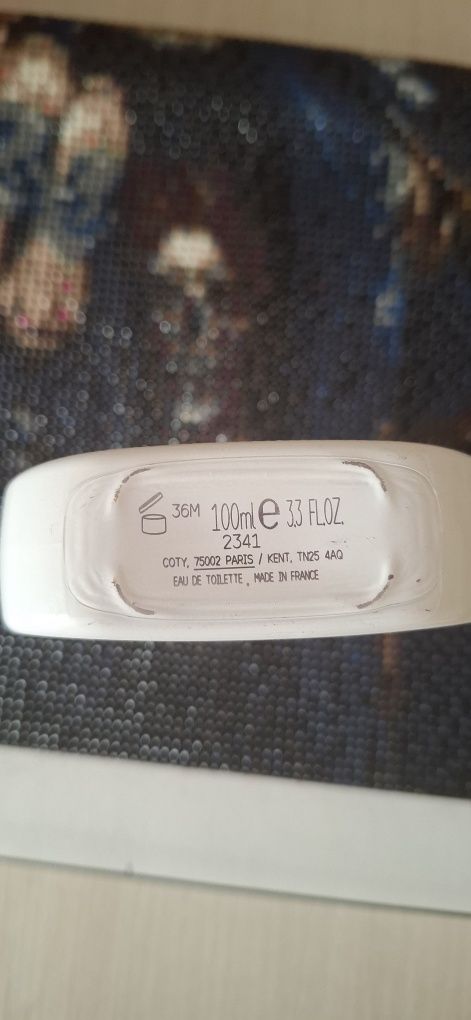 36M 100ml e 3.3 FL.OZ.
2341
COTY, 75002 PARIS / KENT, TN25 4AQ
EAU DE TOILETTE, MADE IN FRANCE